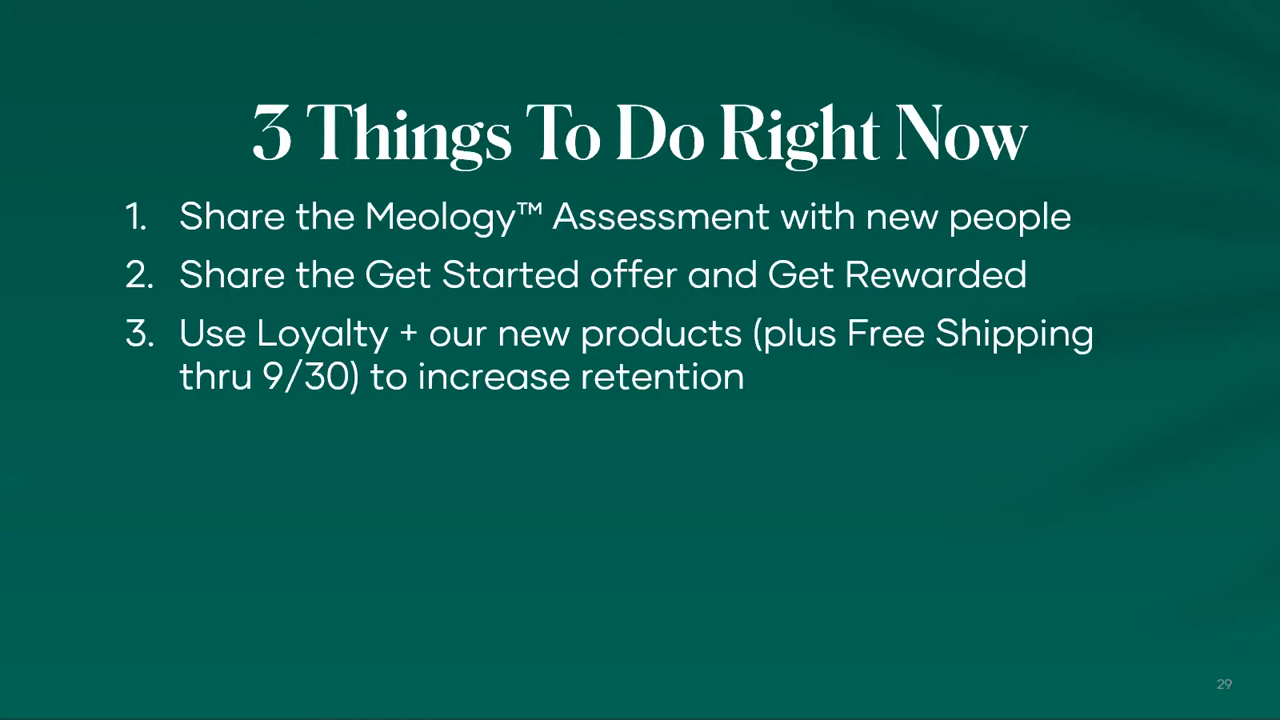 3 Things To Do Right Now
1. Share the Meology™ Assessment with new people
2. Share the Get Started offer and Get Rewarded
3. Use Loyalty + our new products (plus Free Shipping
thru 9/30) to increase retention
29